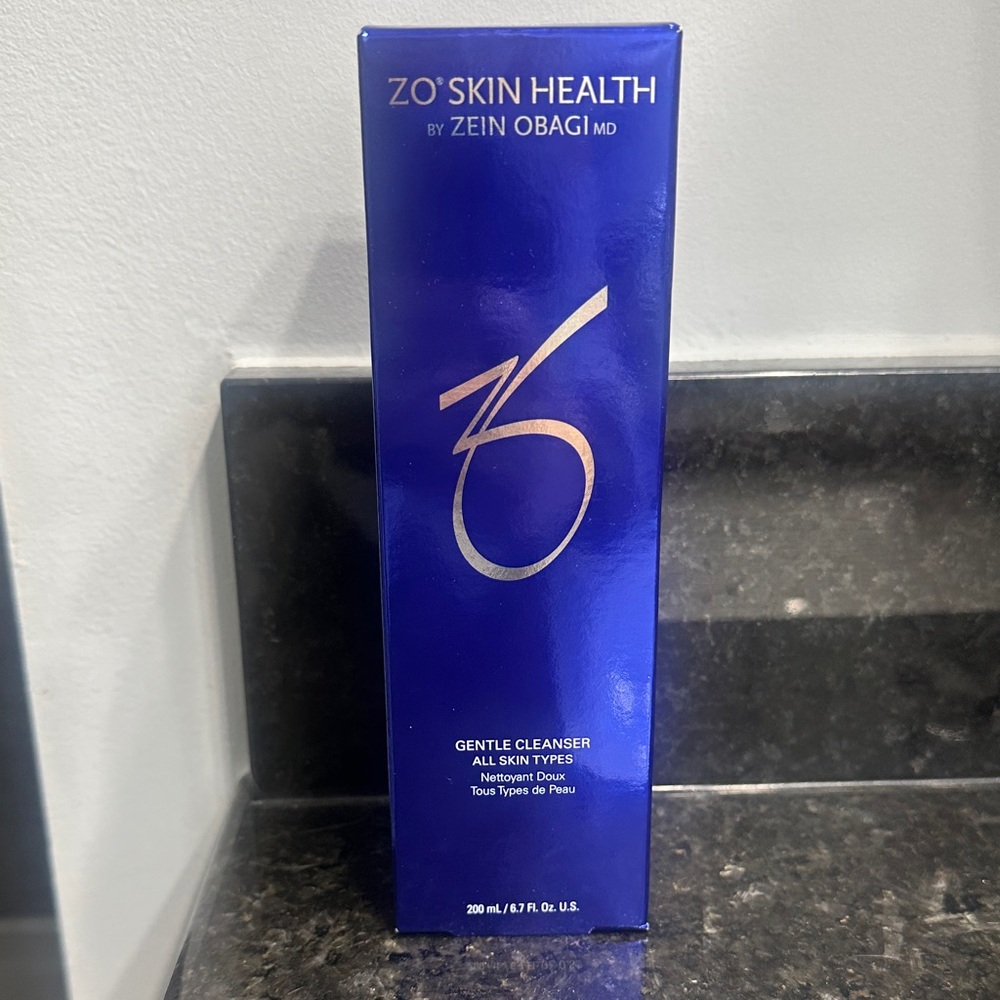 ZO® SKIN HEALTH
BY ZEIN OBAGI MD
ZO
GENTLE CLEANSER
ALL SKIN TYPES
Nettoyant Doux
Tous Types de Peau
200 mL / 6.7 Fl. Oz. U.S.